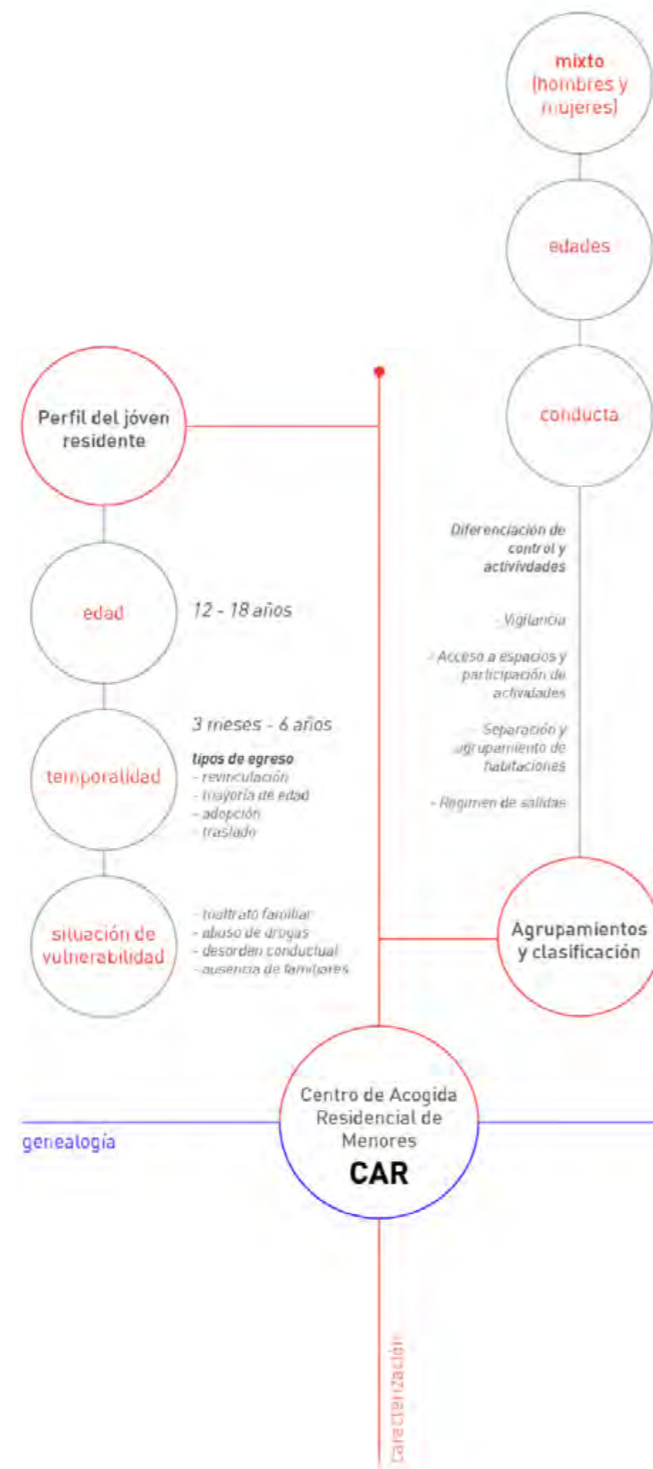 mixto
(hombres y
mujeres)
edades
conducta
Diferenciación de
control y
activivdades
- Vigilancia
- Acceso a espacios y
participación de
actividades
- Separación y
agrupamiento de
habitaciones
- Regimen de salidas
Agrupamientos
y clasificación
Perfil del jóven
residente
edad
12 - 18 años
temporalidad
3 meses - 6 años
tipos de egreso
- revinculación
- mayoría de edad
- adopción
- traslado
situación de
vulnerabilidad
- maltrato familiar
- abuso de drogas
- desorden conductual
- ausencia de familiares
Centro de Acogida
Residencial de
Menores
CAR
genealogía
caracterización